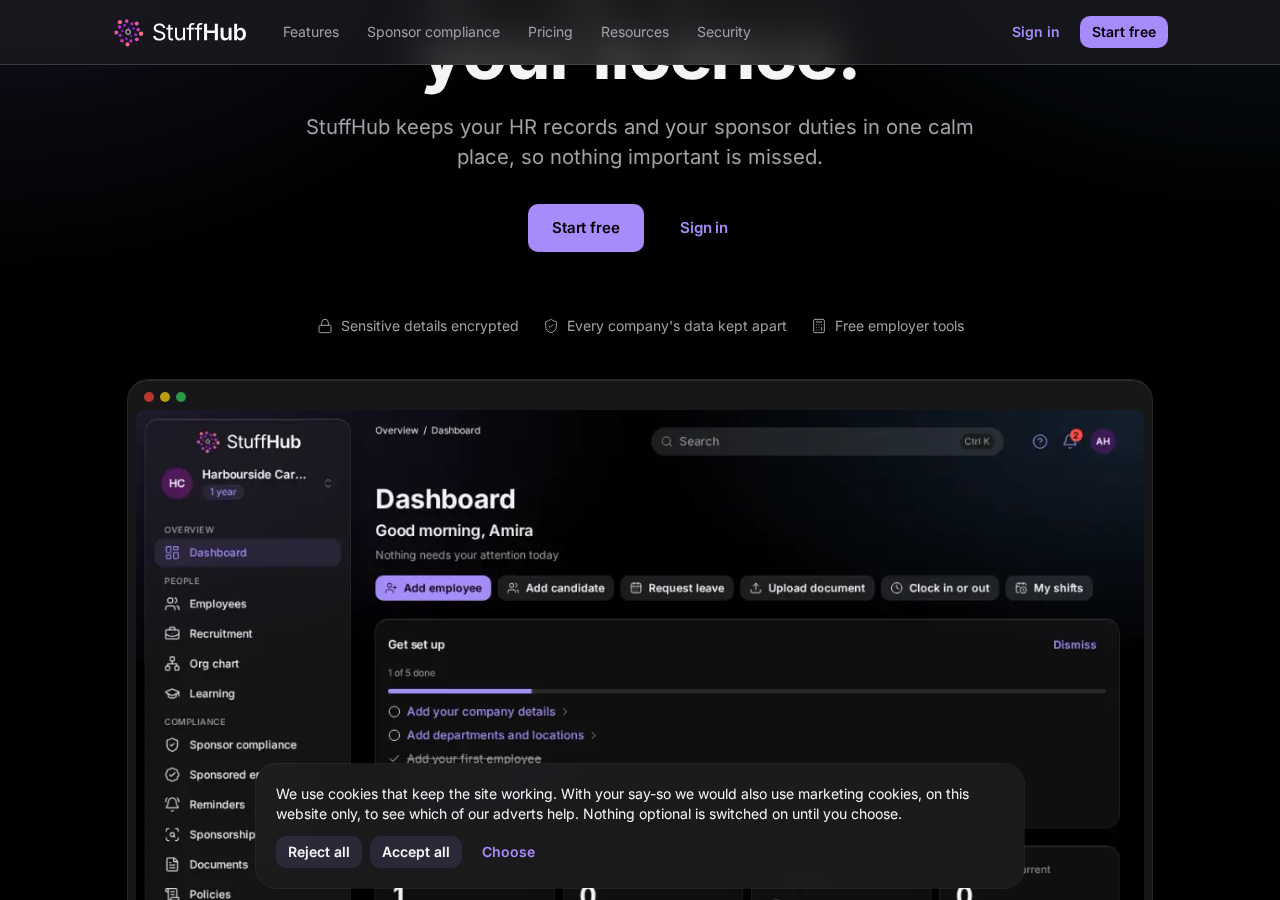 StuffHub
Features
Sponsor compliance
Pricing
Resources
Security
Sign in
Start free
your licence.
StuffHub keeps your HR records and your sponsor duties in one calm
place, so nothing important is missed.
Start free
Sign in
Sensitive details encrypted
Every company's data kept apart
Free employer tools
StuffHub
Harbourside Car...
HC
1 year
OVERVIEW
Dashboard
PEOPLE
Employees
Recruitment
Org chart
Learning
COMPLIANCE
Sponsor compliance
Sponsored
Reminders
Sponsorship
Documents
Policies
Overview / Dashboard
Search
Ctrl K
2
AH
Dashboard
Good morning, Amira
Nothing needs your attention today
Add employee
Add candidate
Request leave
Upload document
Clock in or out
My shifts
Get set up
Dismiss
1 of 5 done
Add your company details
Add departments and locations
Add your first employee
We use cookies that keep the site working. With your say-so we would also use marketing cookies, on this
website only, to see which of our adverts help. Nothing optional is switched on until you choose.
Reject all
Accept all
Choose
1
0
0